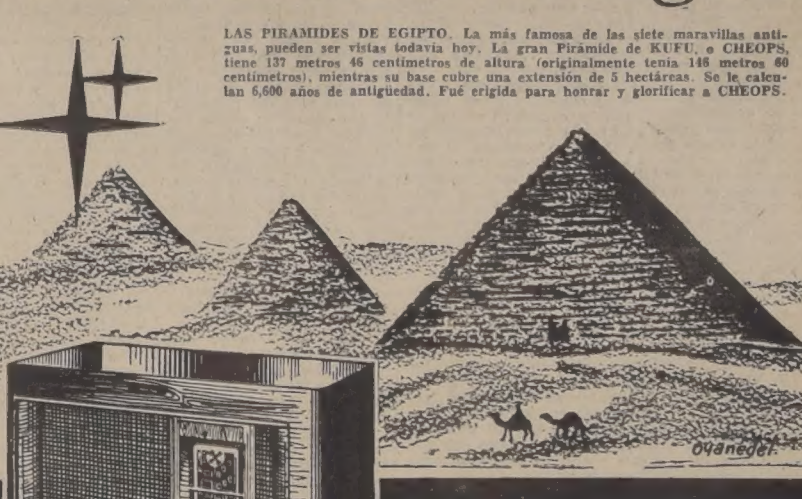 LAS PIRAMIDES DE EGIPTO. La más famosa de las siete maravillas anti-
guas, pueden ser vistas todavía hoy. La gran Pirámide de KUFU, o CHEOPS,
tiene 137 metros 46 centímetros de altura (originalmente tenía 146 metros 60
centímetros), mientras su base cubre una extensión de 5 hectáreas. Se le calcu-
lan 6,600 años de antigüedad. Fué erigida para honrar y glorificar a CHEOPS.
oyanedel.